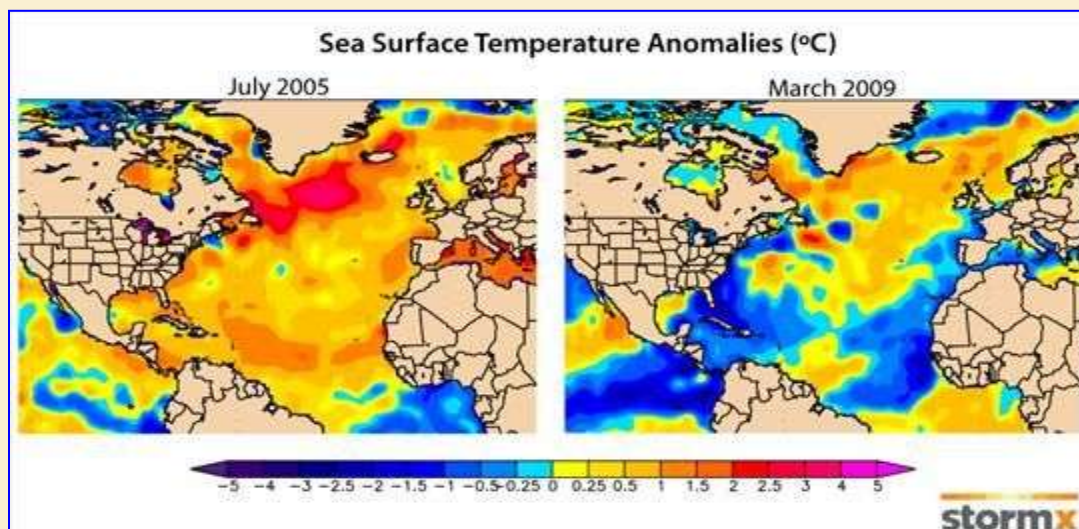 Sea Surface Temperature Anomalies (ºC)
July 2005
March 2009
-5 -4 -3 -2.5 -2 -1.5 -1 -0.5 -0.25 0 0.25 0.5 1 1.5 2 2.5 3 4 5
stormx